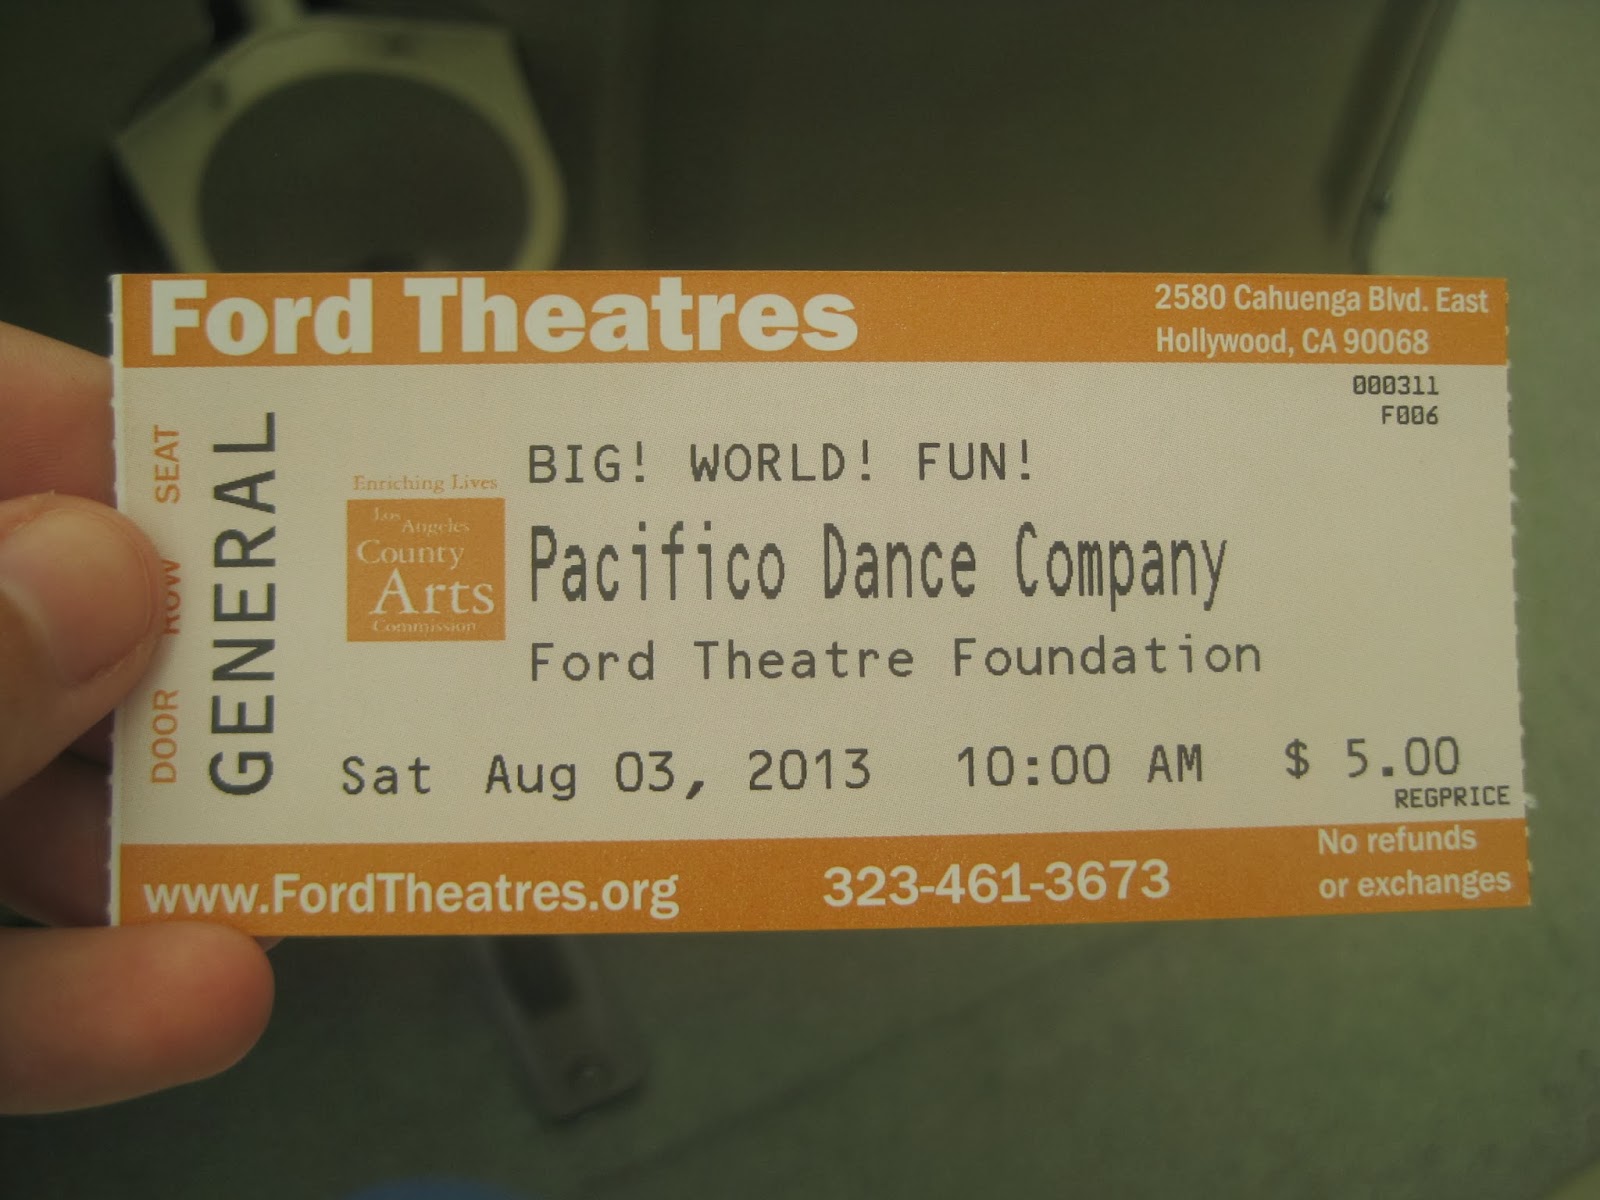 Ford Theatres
2580 Cahuenga Blvd. East
Hollywood, CA 90068
000311
F006
DOOR ROW SEAT
GENERAL
Enriching Lives
Los
Angeles
County
Arts
Commission
BIG! WORLD! FUN!
Pacifico Dance Company
Ford Theatre Foundation
Sat Aug 03, 2013 10:00 AM $ 5.00
REGPRICE
www.FordTheatres.org 323-461-3673
No refunds
or exchanges